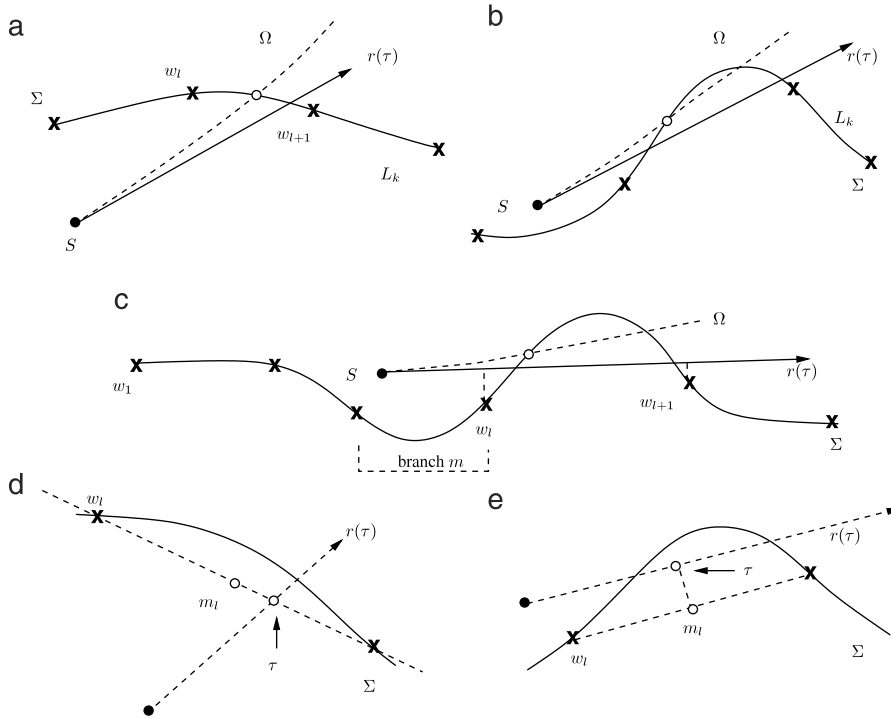 a
Ω
r(τ)
w_l
Σ
w_{l+1}
L_k
S
b
Ω
r(τ)
L_k
S
Σ
c
Ω
S
r(τ)
w_1
w_{l+1}
w_l
Σ
branch m
d
w_l
r(τ)
m_l
τ
Σ
e
r(τ)
τ
m_l
w_l
Σ